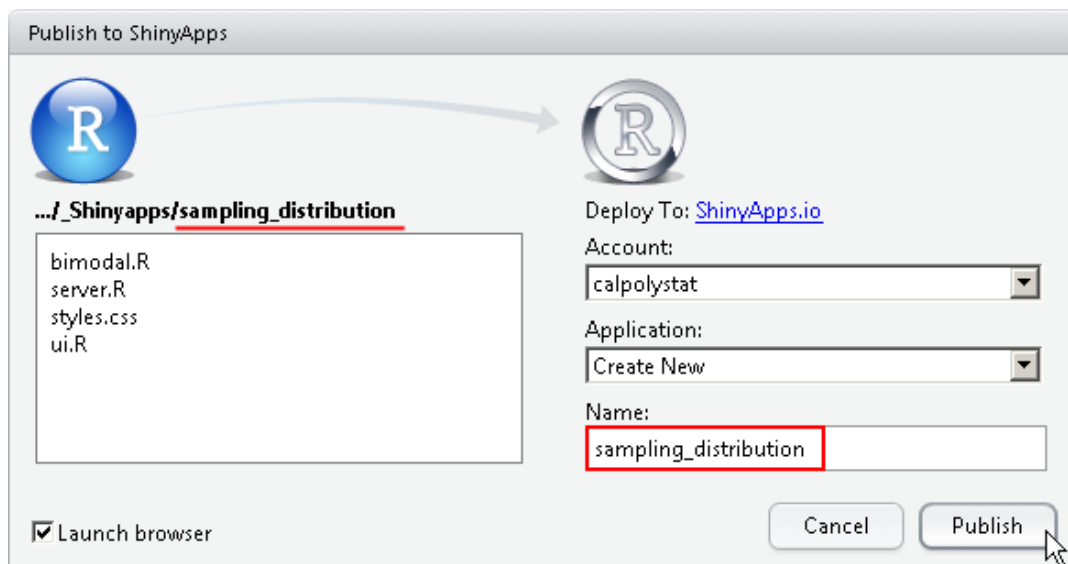 Publish to ShinyApps
R
R
.../_Shinyapps/sampling_distribution
bimodal.R
server.R
styles.css
ui.R
Launch browser
Deploy To: ShinyApps.io
Account:
calpolystat
Application:
Create New
Name:
sampling_distribution
Cancel
Publish